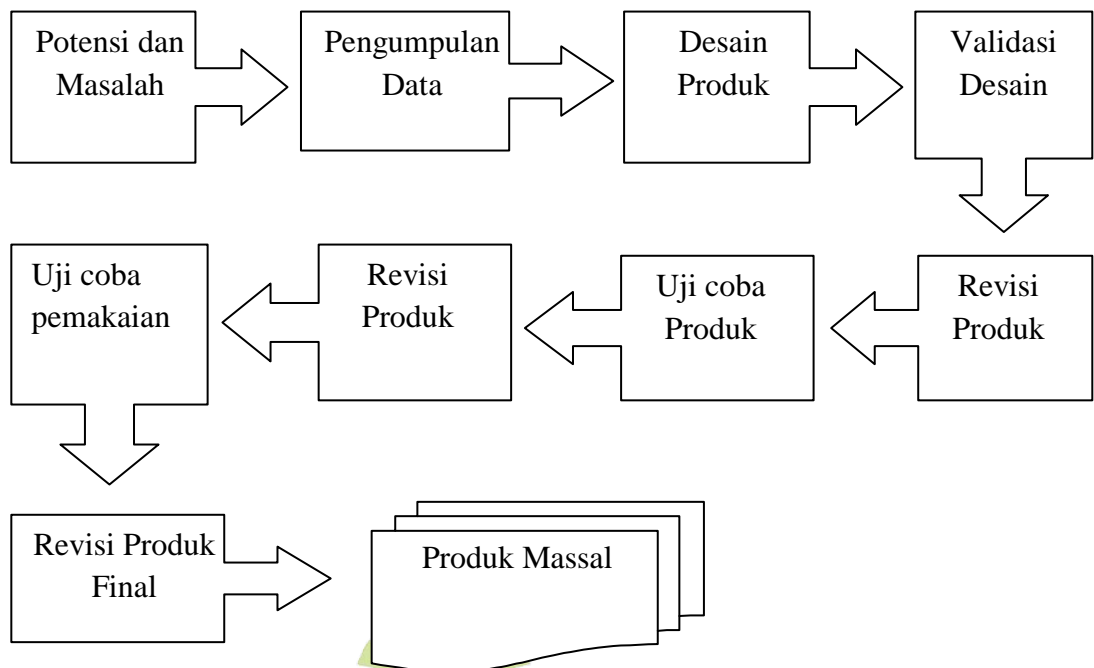 Potensi dan
Masalah
Pengumpulan
Data
Desain
Produk
Validasi
Desain
Revisi
Produk
Uji coba
Produk
Revisi
Produk
Uji coba
pemakaian
Revisi Produk
Final
Produk Massal